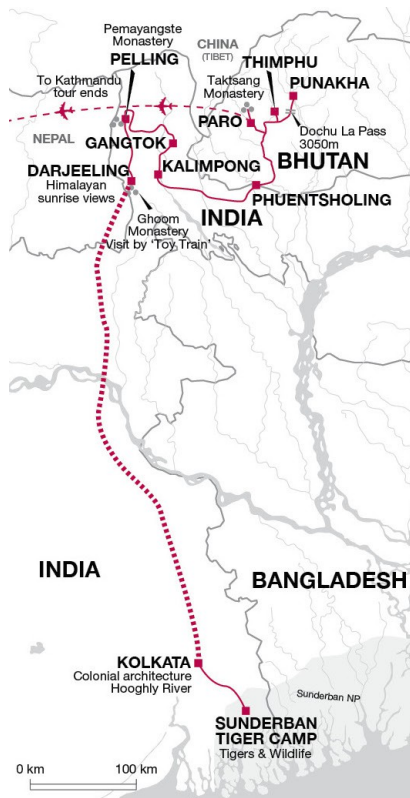 Pemayangste
Monastery
PELLING
CHINA
(TIBET)
THIMPHU
PUNAKHA
To Kathmandu
tour ends
Taktsang
Monastery
NEPAL
PARO
Dochu La Pass
3050m
GANGTOK
BHUTAN
DARJEELING
Himalayan
sunrise views
KALIMPONG
PHUENTSHOLING
INDIA
Ghoom
Monastery
Visit by ‘Toy Train’
INDIA
BANGLADESH
KOLKATA
Colonial architecture
Hooghly River
Sunderban NP
SUNDERBAN
TIGER CAMP
Tigers & Wildlife
0 km
100 km